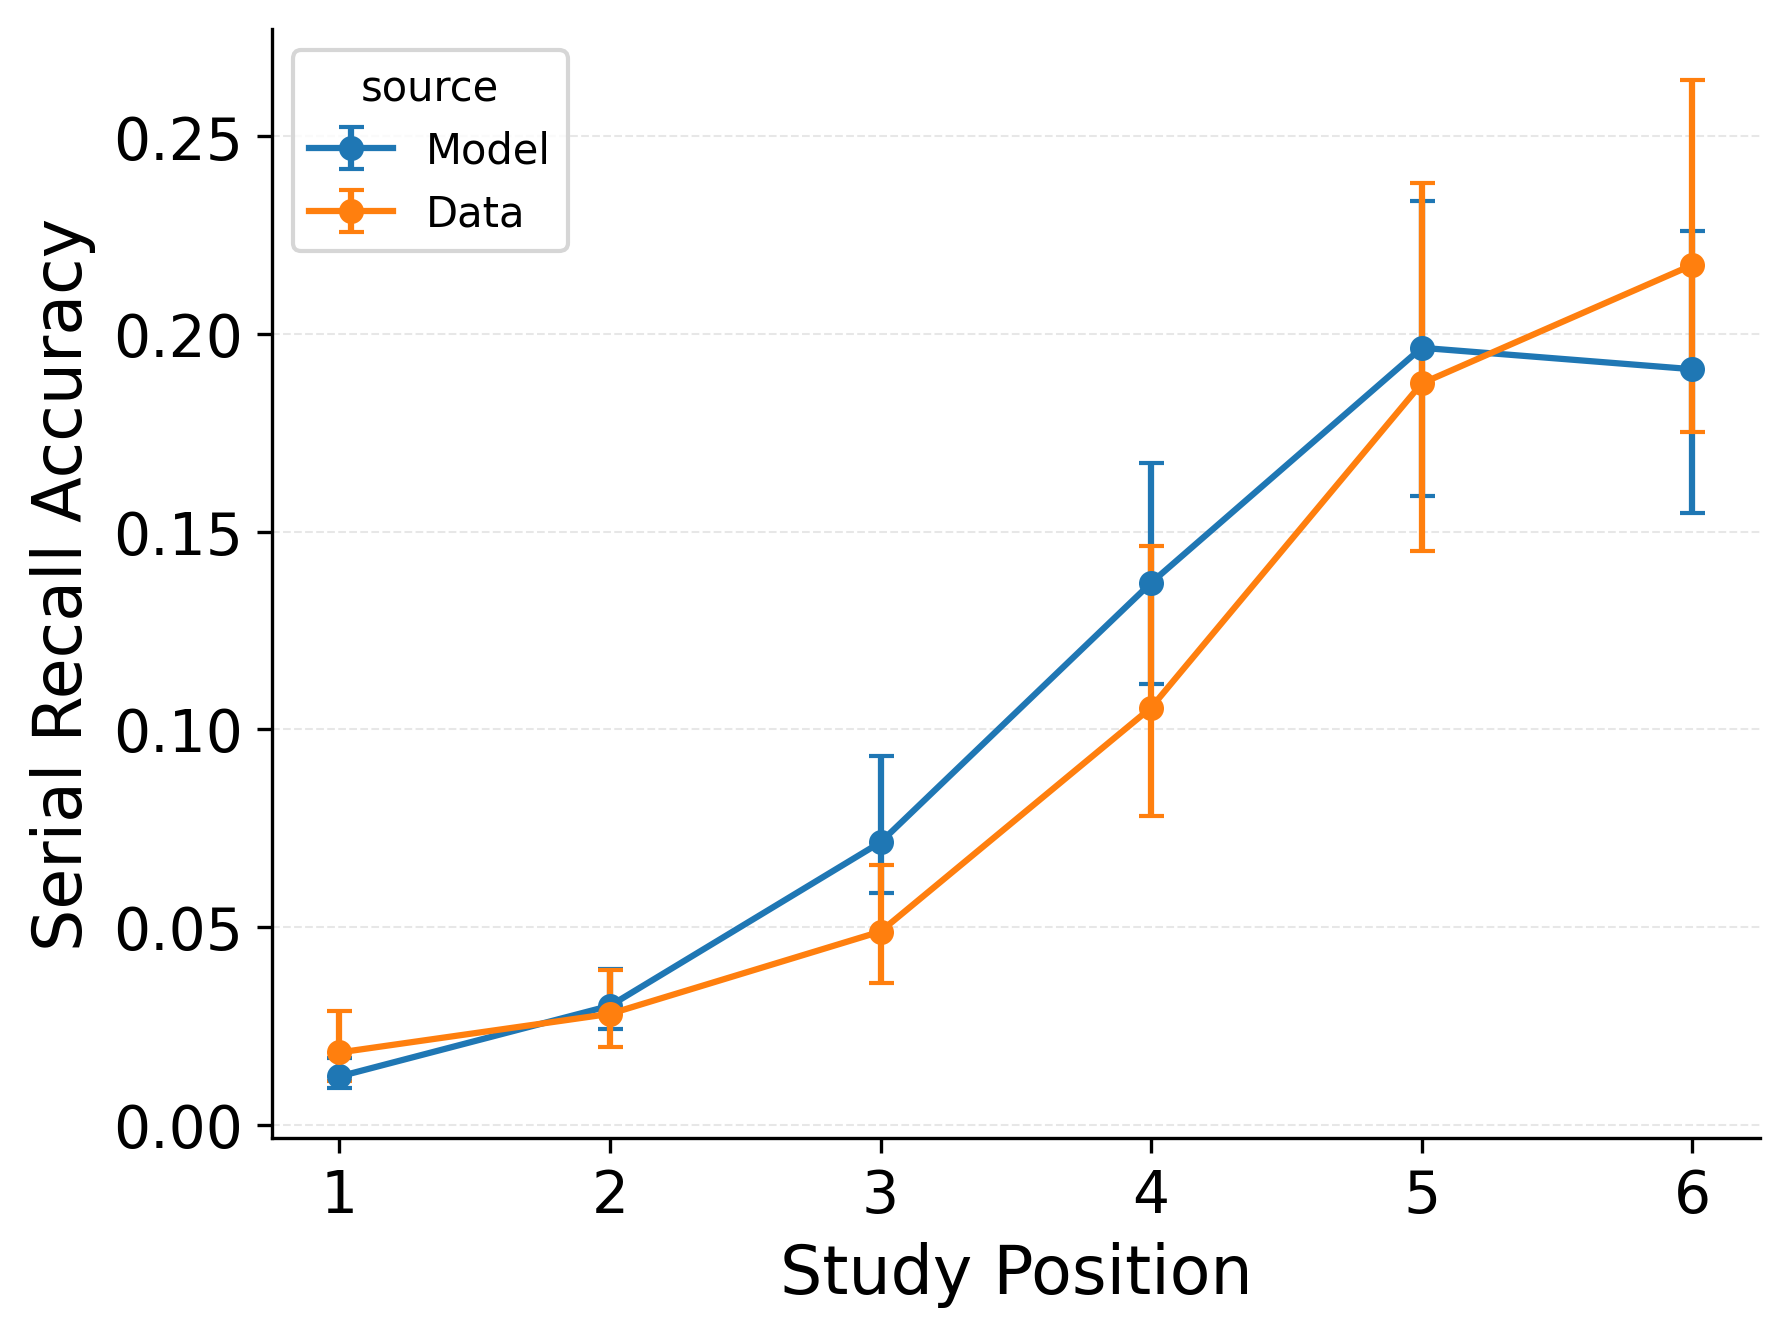 source
Model
Data
0.25
0.20
0.15
0.10
0.05
0.00
Serial Recall Accuracy
1 2 3 4 5 6
Study Position